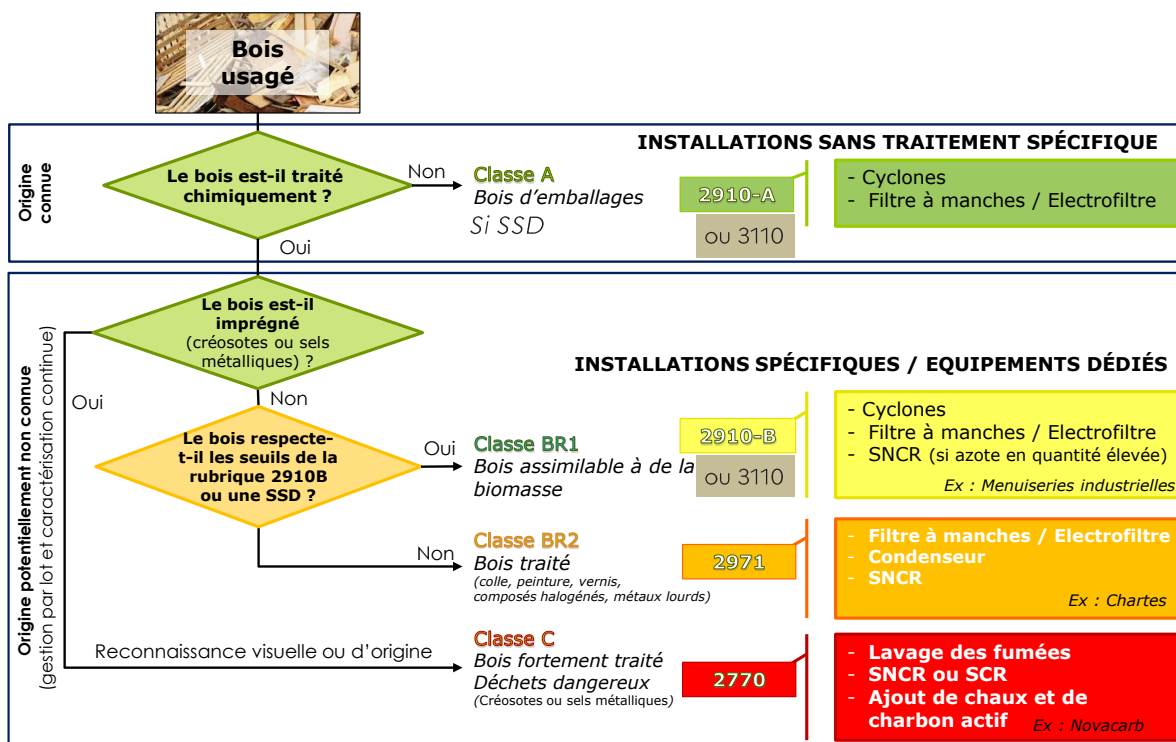 Bois
usagé
Origine
connue
INSTALLATIONS SANS TRAITEMENT SPÉCIFIQUE
Le bois est-il traité
chimiquement ?
Non
Oui
Classe A
Bois d’emballages
Si SSD
2910-A
ou 3110
- Cyclones
- Filtre à manches / Electrofiltre
Origine potentiellement non connue
(gestion par lot et caractérisation continue)
Le bois est-il
imprégné
(créosotes ou sels
métalliques) ?
Oui
Non
INSTALLATIONS SPÉCIFIQUES / EQUIPEMENTS DÉDIÉS
Le bois respecte-
t-il les seuils de la
rubrique 2910B
ou une SSD ?
Oui
Non
Classe BR1
Bois assimilable à de la
biomasse
2910-B
ou 3110
- Cyclones
- Filtre à manches / Electrofiltre
- SNCR (si azote en quantité élevée)
Ex : Menuiseries industrielles
Classe BR2
Bois traité
(colle, peinture, vernis,
composés halogénés, métaux lourds)
2971
- Filtre à manches / Electrofiltre
- Condenseur
- SNCR
Ex : Chartes
Reconnaissance visuelle ou d’origine
Classe C
Bois fortement traité
Déchets dangereux
(Créosotes ou sels métalliques)
2770
- Lavage des fumées
- SNCR ou SCR
- Ajout de chaux et de
charbon actif
Ex : Novacarb